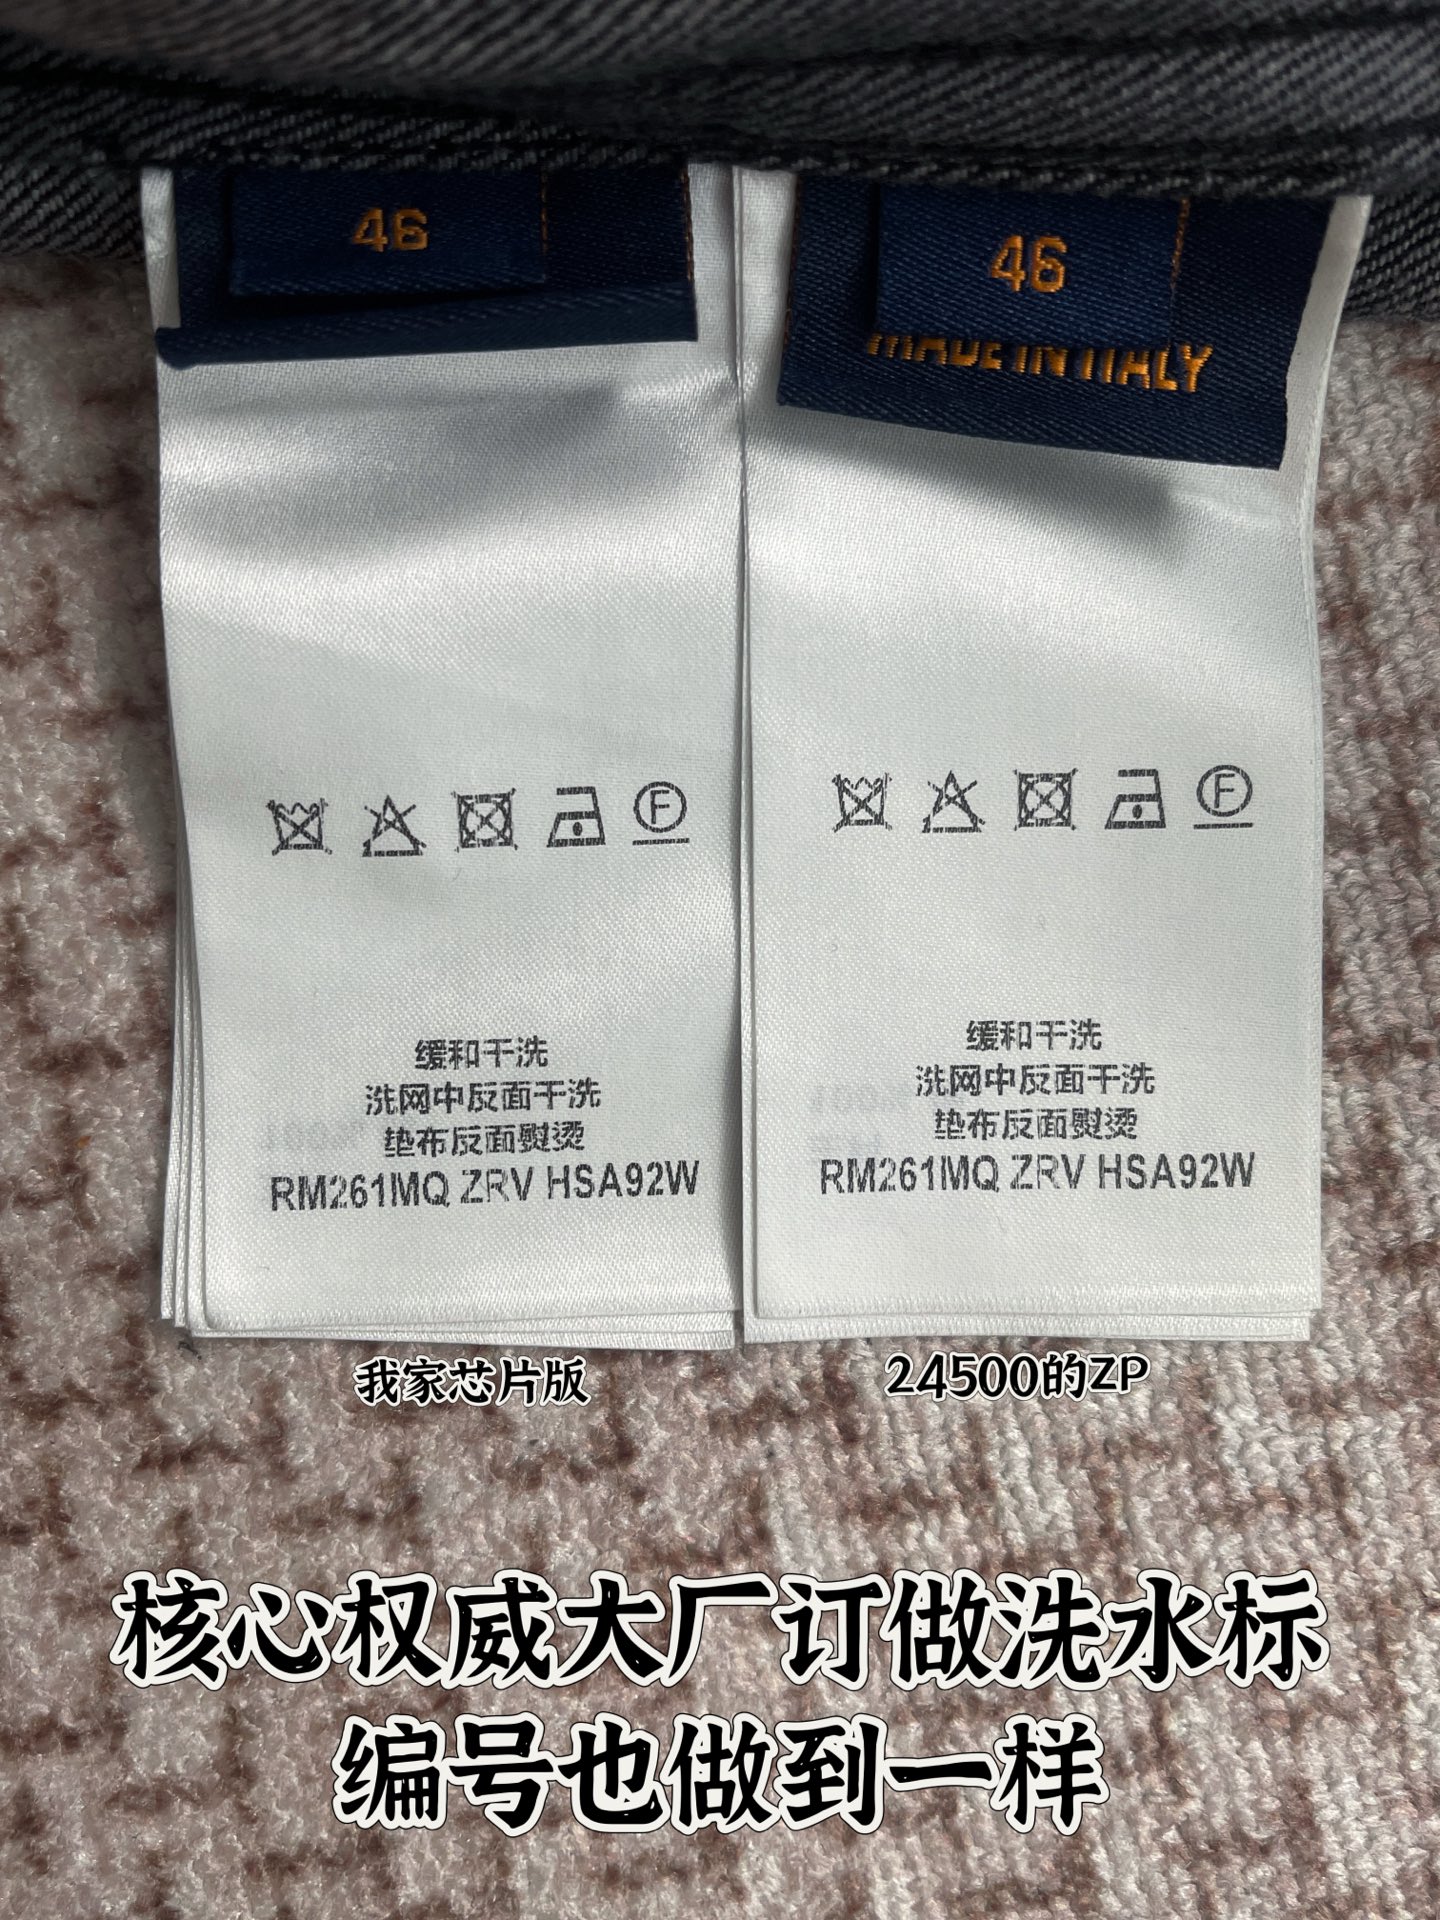 46
46
MADE IN ITALY
缓和干洗
洗网中反面干洗
垫布反面熨烫
RM261MQ ZRV HSA92W
缓和干洗
洗网中反面干洗
垫布反面熨烫
RM261MQ ZRV HSA92W
我家芯片版
24500的ZP
核心权威大厂订做洗水标
编号也做到一样